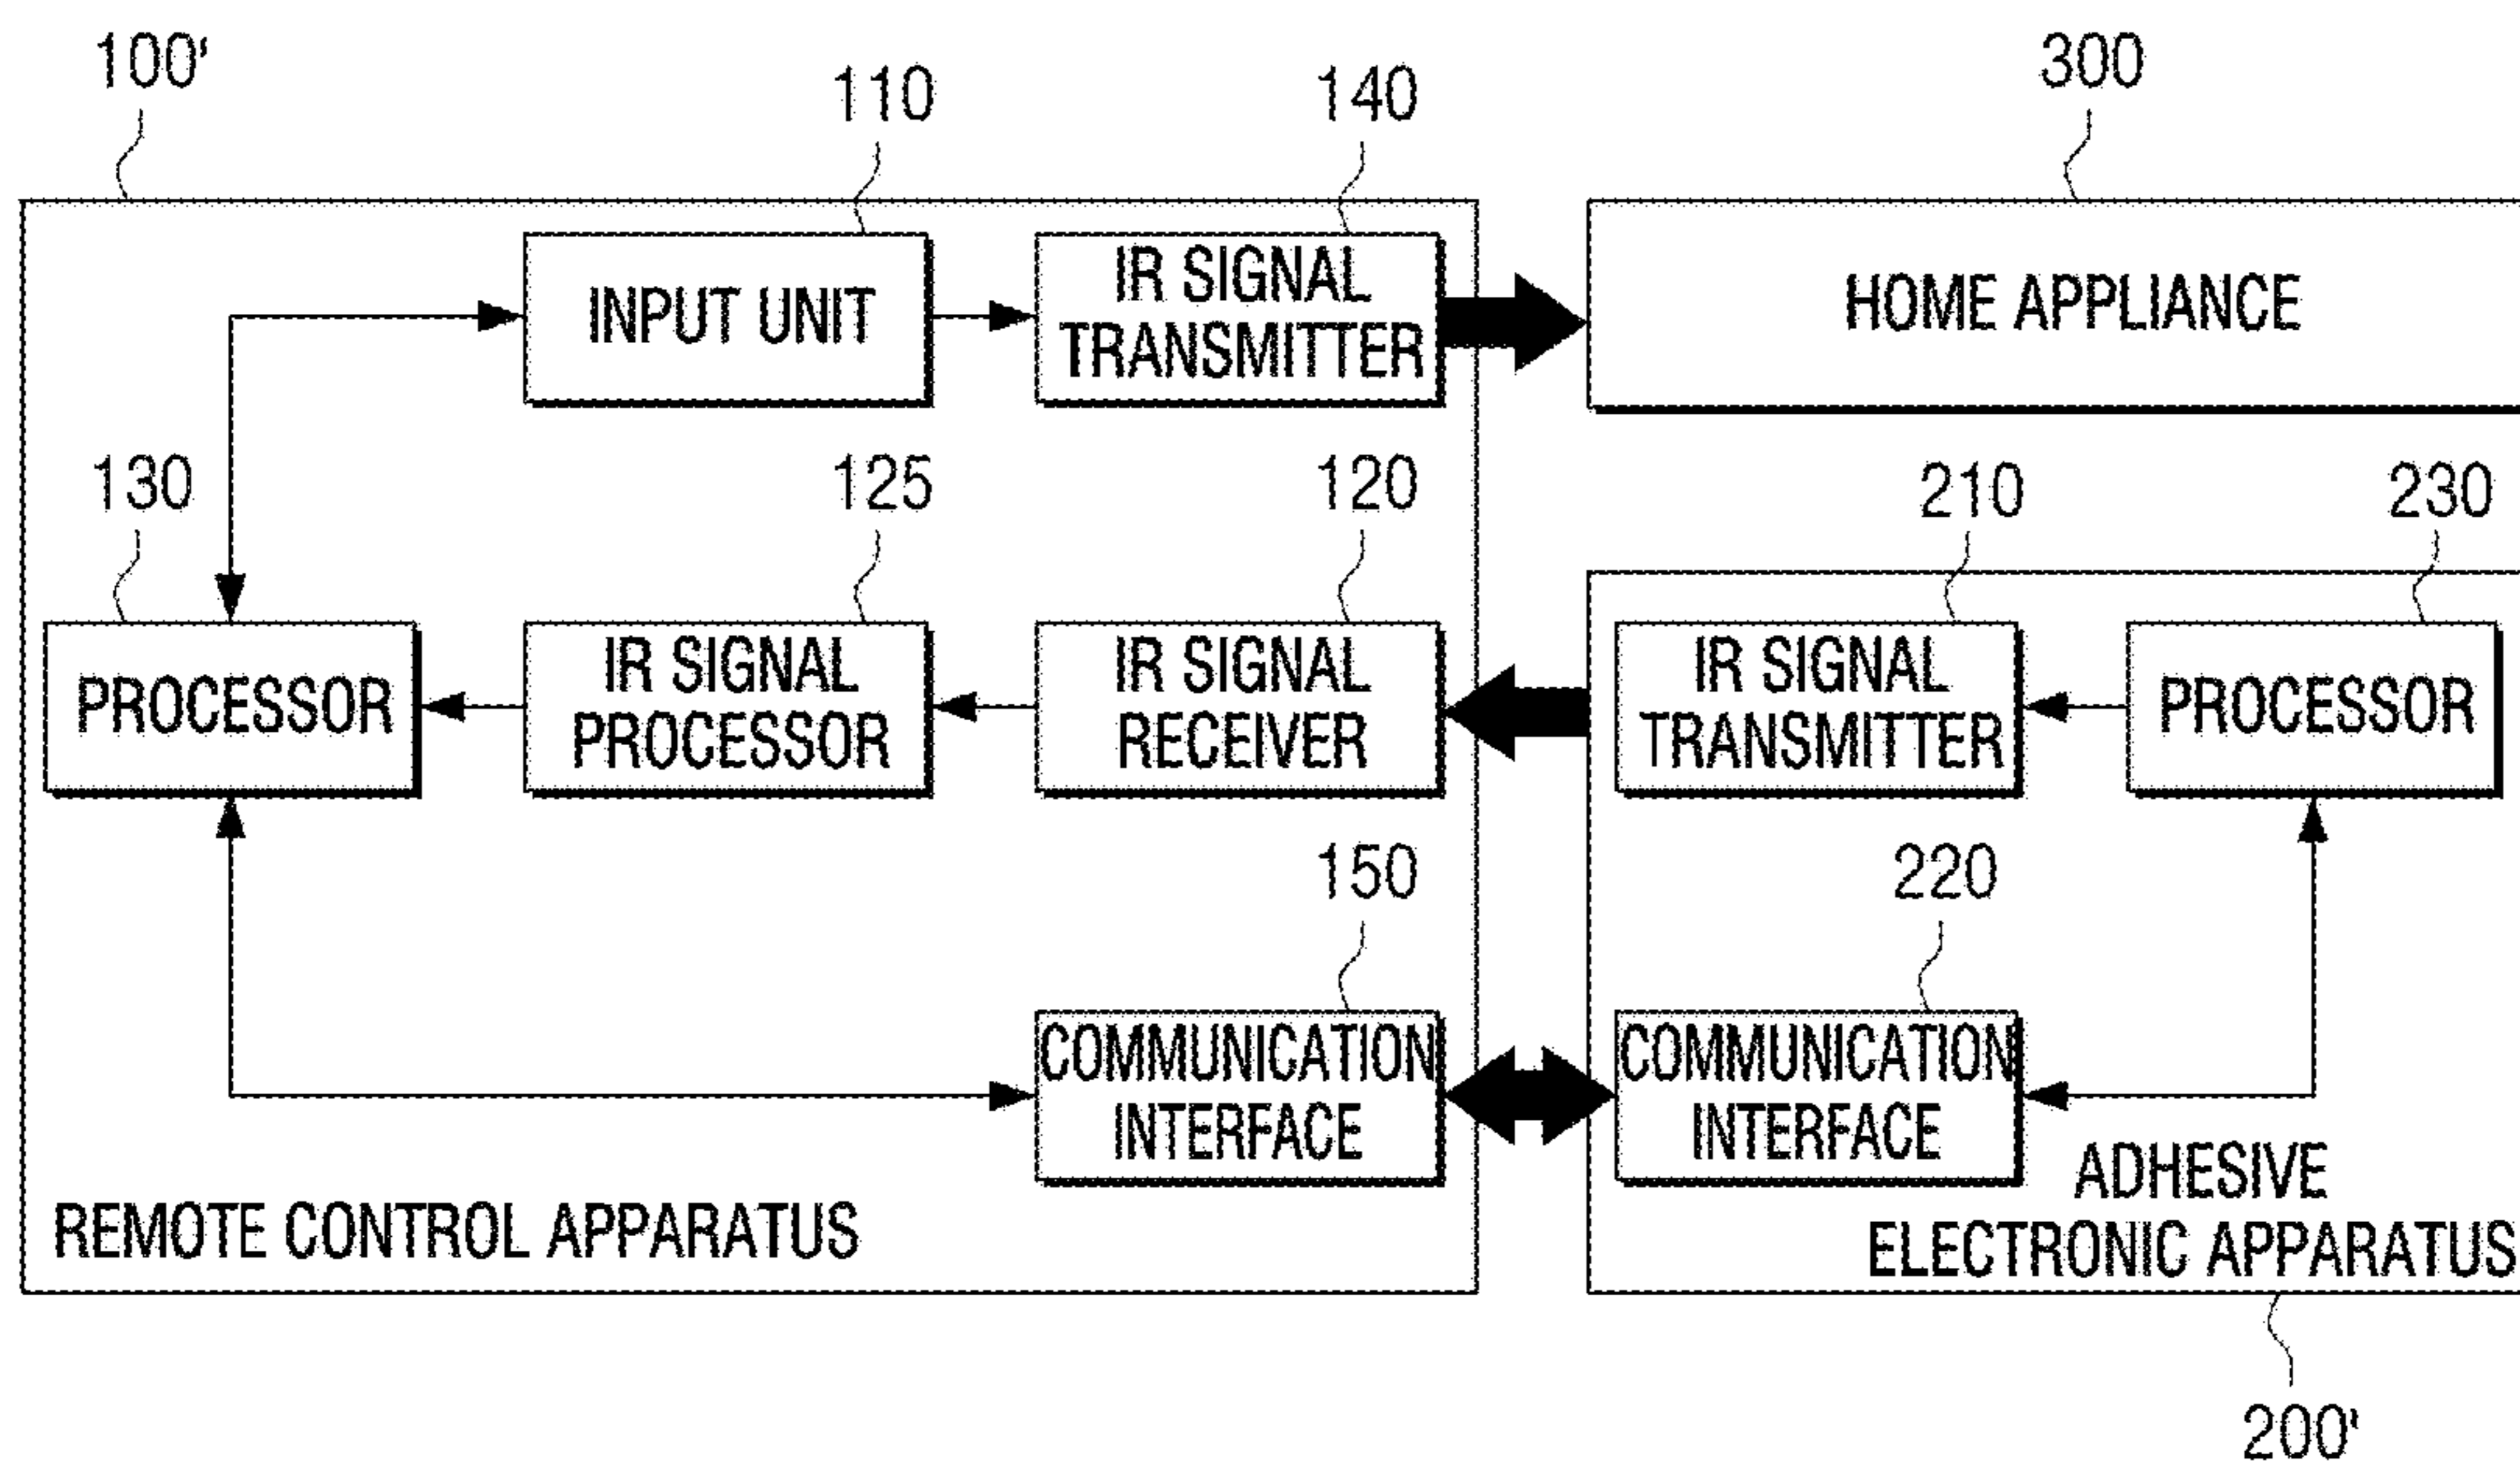 100'
110
140
300
INPUT UNIT
IR SIGNAL
TRANSMITTER
HOME APPLIANCE
130
125
120
210
230
PROCESSOR
IR SIGNAL
PROCESSOR
IR SIGNAL
RECEIVER
IR SIGNAL
TRANSMITTER
PROCESSOR
150
220
COMMUNICATION
INTERFACE
COMMUNICATION
INTERFACE
REMOTE CONTROL APPARATUS
ADHESIVE
ELECTRONIC APPARATUS
200'